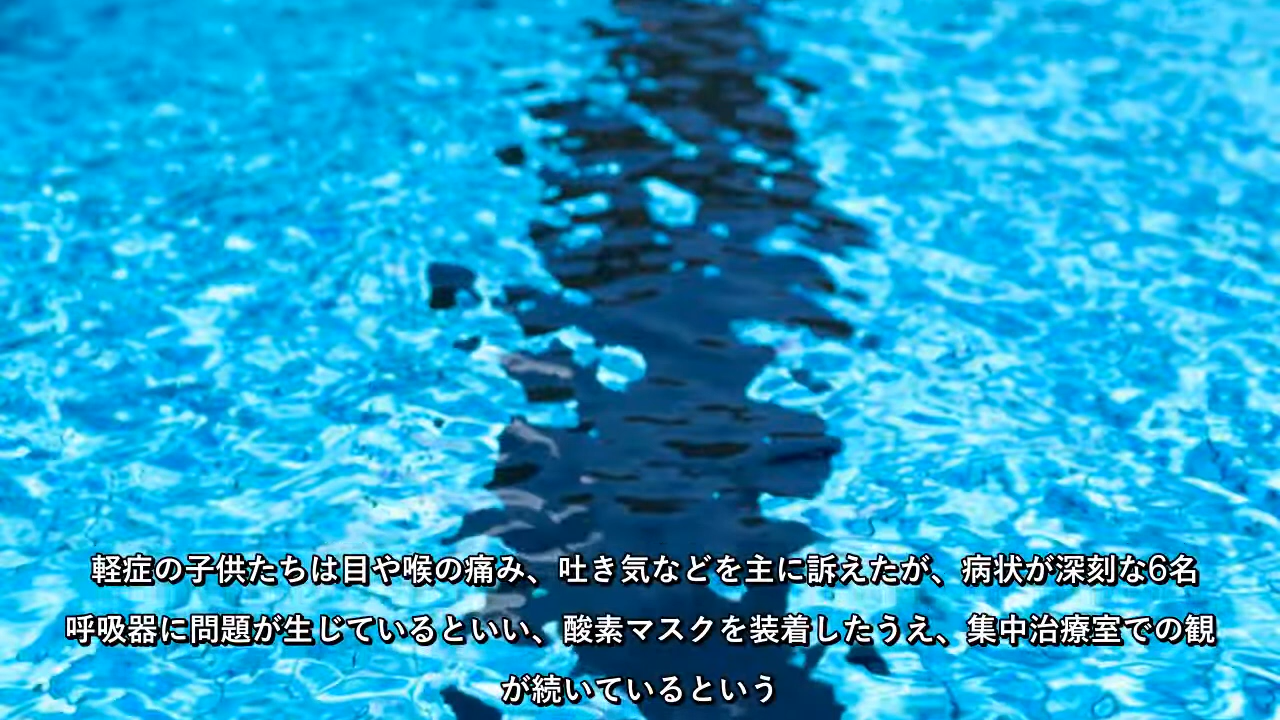 軽症の子供たちは目や喉の痛み、吐き気などを主に訴えたが、病状が深刻な6名
呼吸器に問題が生じているといい、酸素マスクを装着したうえ、集中治療室での観
が続いているという